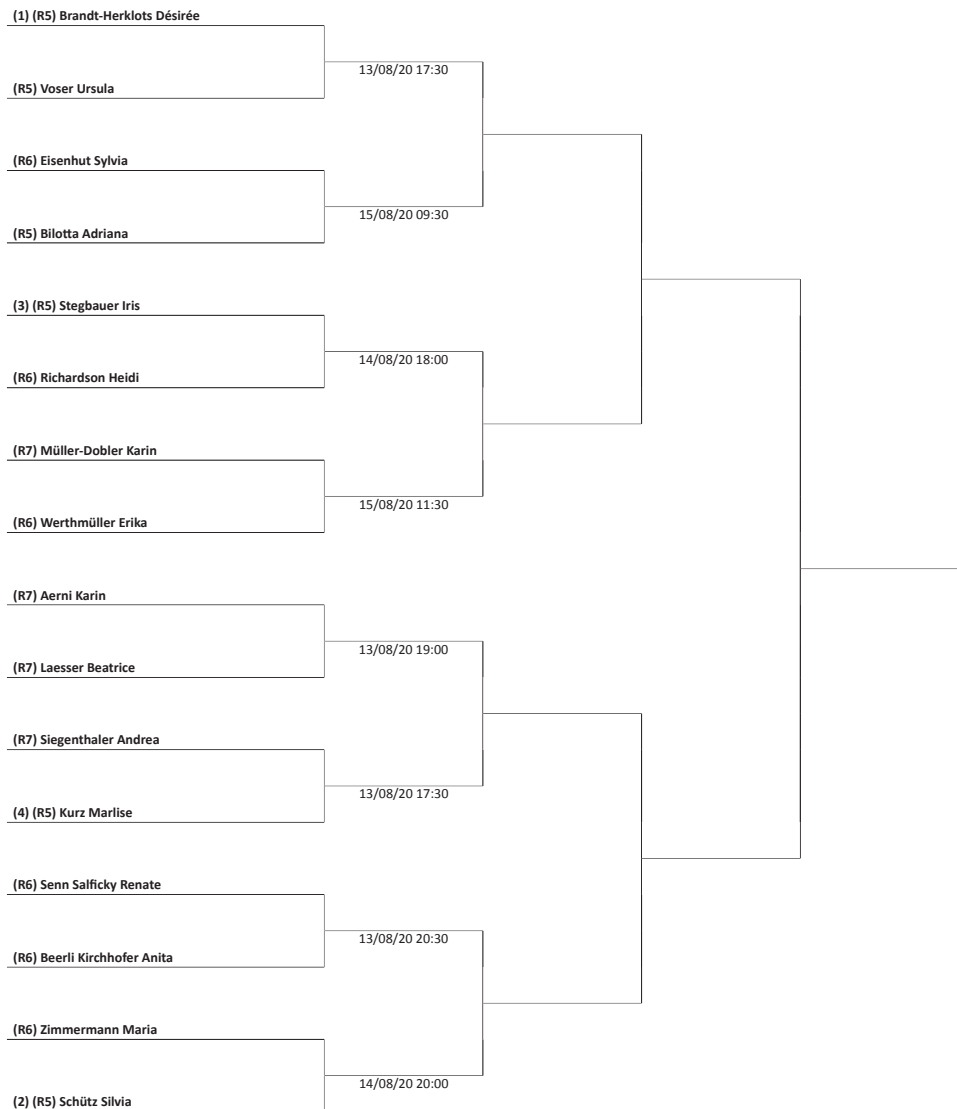 (1) (R5) Brandt-Herklots Désirée
13/08/20 17:30
(R5) Voser Ursula
(R6) Eisenhut Sylvia
15/08/20 09:30
(R5) Bilotta Adriana
(3) (R5) Stegbauer Iris
14/08/20 18:00
(R6) Richardson Heidi
(R7) Müller-Dobler Karin
15/08/20 11:30
(R6) Werthmüller Erika
(R7) Aerni Karin
13/08/20 19:00
(R7) Laesser Beatrice
(R7) Siegenthaler Andrea
13/08/20 17:30
(4) (R5) Kurz Marlise
(R6) Senn Salficky Renate
13/08/20 20:30
(R6) Beerli Kirchhofer Anita
(R6) Zimmermann Maria
14/08/20 20:00
(2) (R5) Schütz Silvia